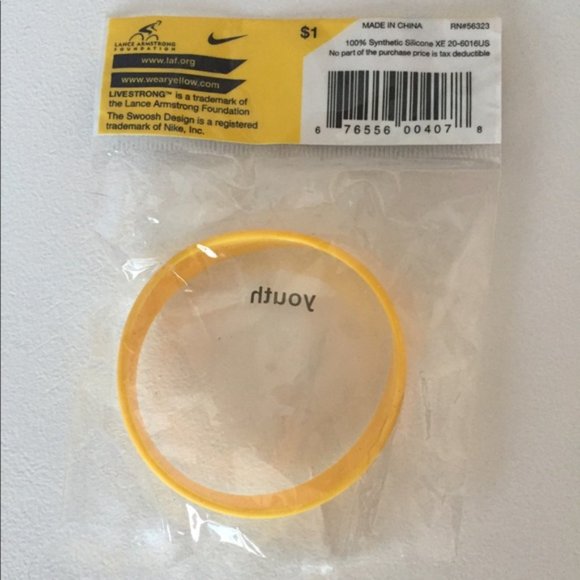 LANCE ARMSTRONG
FOUNDATION
www.laf.org
www.wearyellow.com
LIVESTRONG™ is a trademark of
the Lance Armstrong Foundation
The Swoosh Design is a registered
trademark of Nike, Inc.
$1
MADE IN CHINA RN#56323
100% Synthetic Silicone XE 20-6016US
No part of the purchase price is tax deductible
6 76556 00407 8
youth